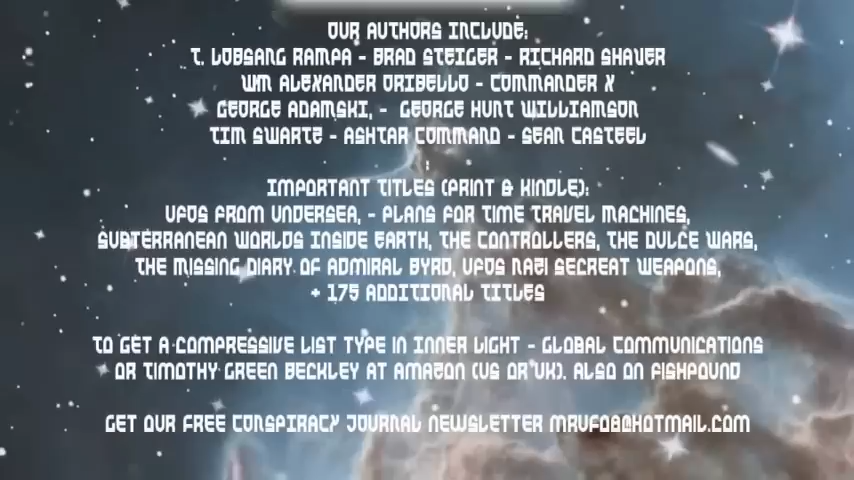 OUR AUTHORS INCLUDE:
T. LOBSANG RAMPA - BRAD STEIGER - RICHARD SHAVER
WM ALEXANDER ORIBELLO - COMMANDER X
GEORGE ADAMSKI, - GEORGE HUNT WILLIAMSON
TIM SWARTZ - ASHTAR COMMAND - SEAN CASTEEL
:
IMPORTANT TITLES (PRINT & KINDLE):
UFOS FROM UNDERSEA, - PLANS FOR TIME TRAVEL MACHINES,
SUBTERRANEAN WORLDS INSIDE EARTH, THE CONTROLLERS, THE DULCE WARS,
THE MISSING DIARY OF ADMIRAL BYRD, UFOS NAZI SECREAT WEAPONS,
+ 175 ADDITIONAL TITLES
TO GET A COMPRESSIVE LIST TYPE IN INNER LIGHT - GLOBAL COMMUNICATIONS
OR TIMOTHY GREEN BECKLEY AT AMAZON (US OR UK). ALSO ON FISHPOUND
GET OUR FREE CONSPIRACY JOURNAL NEWSLETTER MRUFO8@HOTMAIL.COM